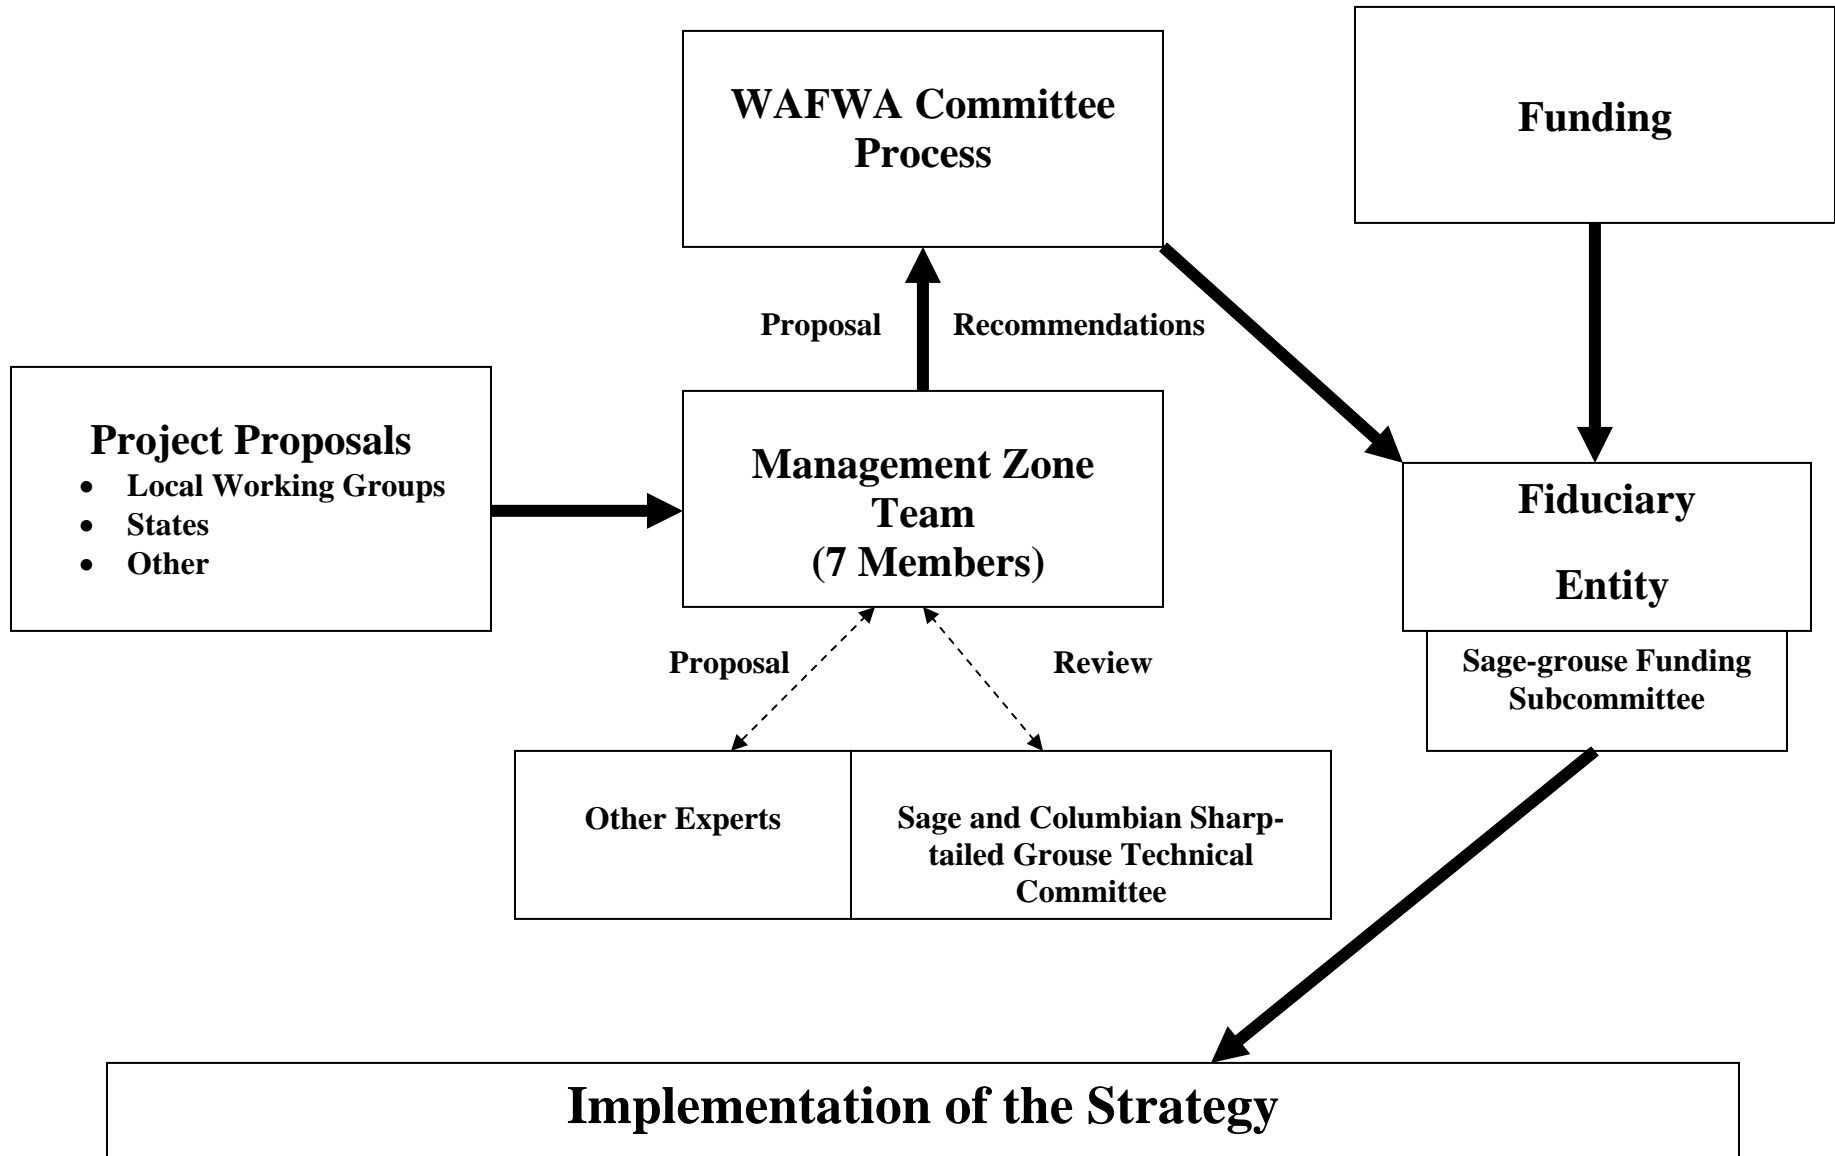 WAFWA Committee
Process
Funding
Proposal Recommendations
Project Proposals
• Local Working Groups
• States
• Other
Management Zone
Team
(7 Members)
Fiduciary
Entity
Sage-grouse Funding
Subcommittee
Proposal Review
Other Experts
Sage and Columbian Sharp-
tailed Grouse Technical
Committee
Implementation of the Strategy